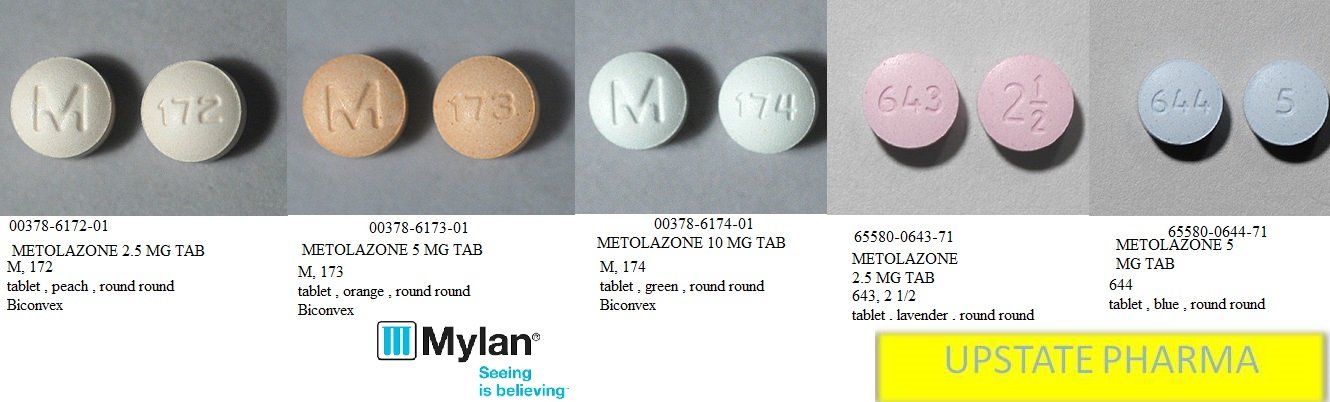 M
172
M
173
M
174
643
2 1/2
644
5
00378-6172-01
METOLAZONE 2.5 MG TAB
M, 172
tablet , peach , round round
Biconvex
00378-6173-01
METOLAZONE 5 MG TAB
M, 173
tablet , orange , round round
Biconvex
00378-6174-01
METOLAZONE 10 MG TAB
M, 174
tablet , green , round round
Biconvex
65580-0643-71
METOLAZONE
2.5 MG TAB
643, 2 1/2
tablet , lavender , round round
65580-0644-71
METOLAZONE 5
MG TAB
644
tablet , blue , round round
Mylan®
Seeing
is believing™
UPSTATE PHARMA